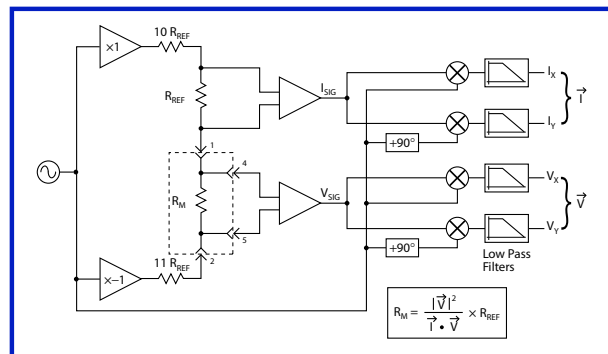 ×1
10 R_REF
R_REF
I_SIG
I_X
I_Y
I
+90°
1
4
R_M
5
2
V_SIG
V_X
V_Y
V
+90°
×−1
11 R_REF
Low Pass
Filters
R_M = |V|² / I • V × R_REF